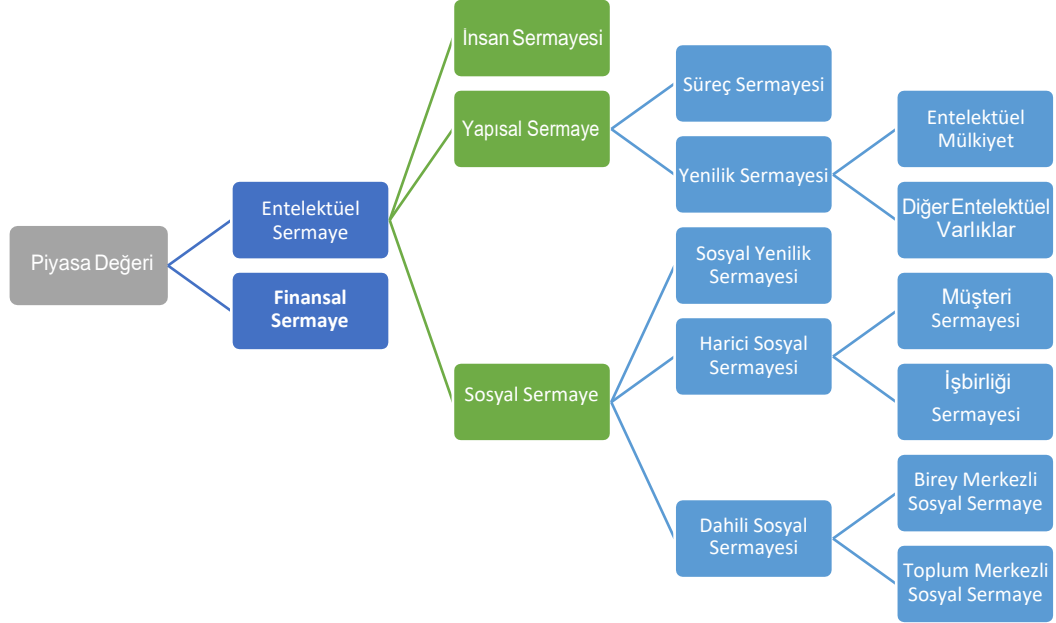 Piyasa Değeri
Entelektüel
Sermaye
Finansal
Sermaye
İnsan Sermayesi
Yapısal Sermaye
Sosyal Sermaye
Süreç Sermayesi
Yenilik Sermayesi
Sosyal Yenilik
Sermayesi
Harici Sosyal
Sermayesi
Dahili Sosyal
Sermayesi
Entelektüel
Mülkiyet
Diğer Entelektüel
Varlıklar
Müşteri
Sermayesi
İşbirliği
Sermayesi
Birey Merkezli
Sosyal Sermaye
Toplum Merkezli
Sosyal Sermaye